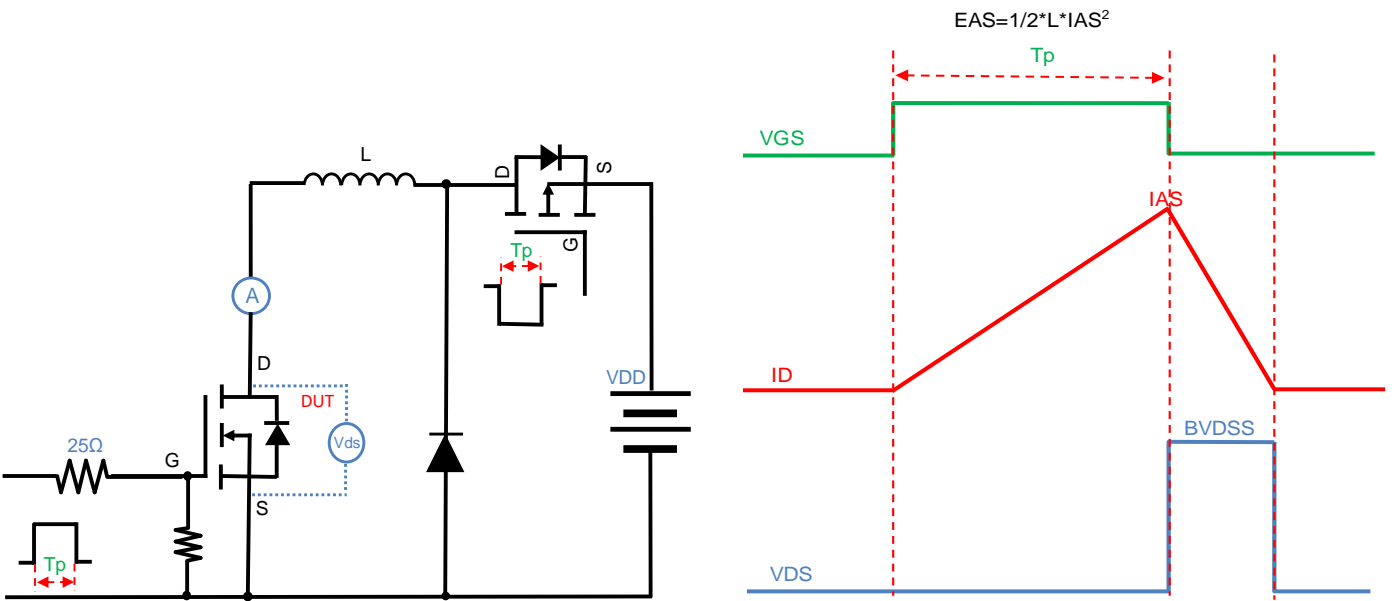 EAS=1/2*L*IAS²
Tp
VGS
IAS
ID
BVDSS
VDS
L
D
S
G
Tp
A
D
DUT
Vds
VDD
25Ω
G
S
Tp